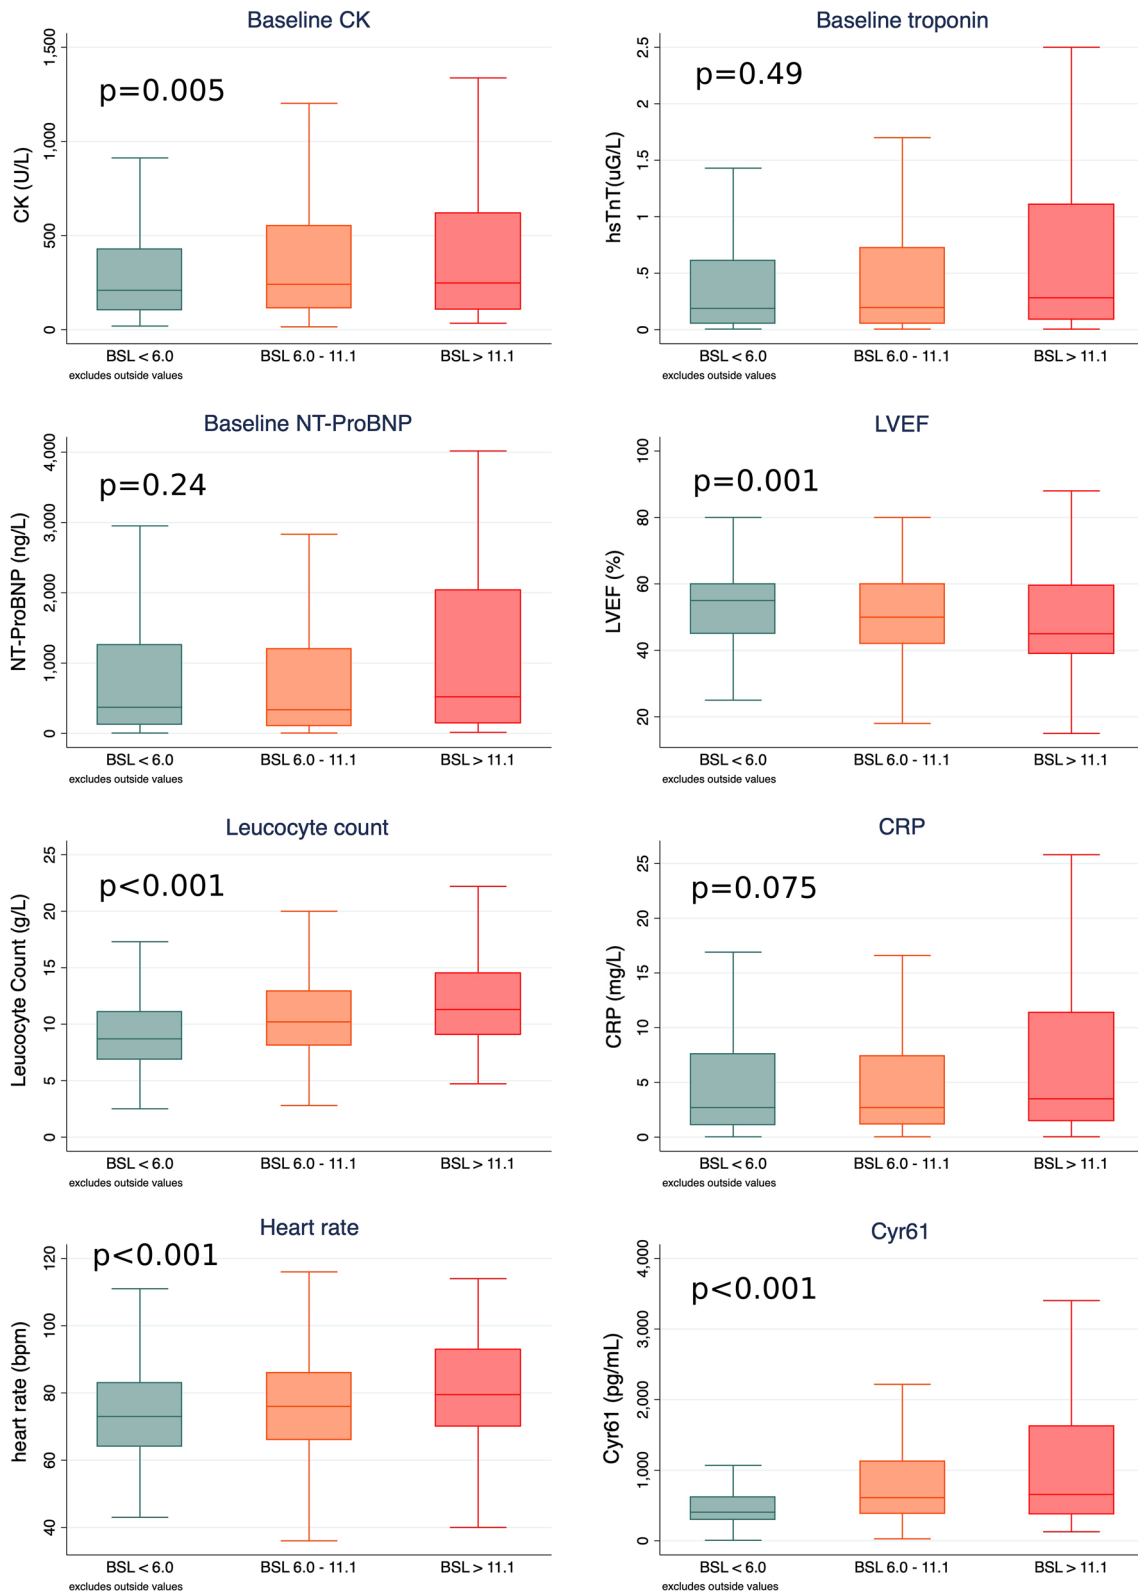 Baseline CK
p=0.005
CK (U/L)
1,500
1,000
500
0
BSL < 6.0
BSL 6.0 - 11.1
BSL > 11.1
excludes outside values
Baseline troponin
p=0.49
hsTnT(uG/L)
2.5
2
1.5
1
.5
0
BSL < 6.0
BSL 6.0 - 11.1
BSL > 11.1
excludes outside values
Baseline NT-ProBNP
p=0.24
NT-ProBNP (ng/L)
4,000
3,000
2,000
1,000
0
BSL < 6.0
BSL 6.0 - 11.1
BSL > 11.1
excludes outside values
LVEF
p=0.001
LVEF (%)
100
80
60
40
20
BSL < 6.0
BSL 6.0 - 11.1
BSL > 11.1
excludes outside values
Leucocyte count
p<0.001
Leucocyte Count (g/L)
25
20
15
10
5
0
BSL < 6.0
BSL 6.0 - 11.1
BSL > 11.1
excludes outside values
CRP
p=0.075
CRP (mg/L)
25
20
15
10
5
0
BSL < 6.0
BSL 6.0 - 11.1
BSL > 11.1
excludes outside values
Heart rate
p<0.001
heart rate (bpm)
120
100
80
60
40
BSL < 6.0
BSL 6.0 - 11.1
BSL > 11.1
excludes outside values
Cyr61
p<0.001
Cyr61 (pg/mL)
4,000
3,000
2,000
1,000
0
BSL < 6.0
BSL 6.0 - 11.1
BSL > 11.1
excludes outside values